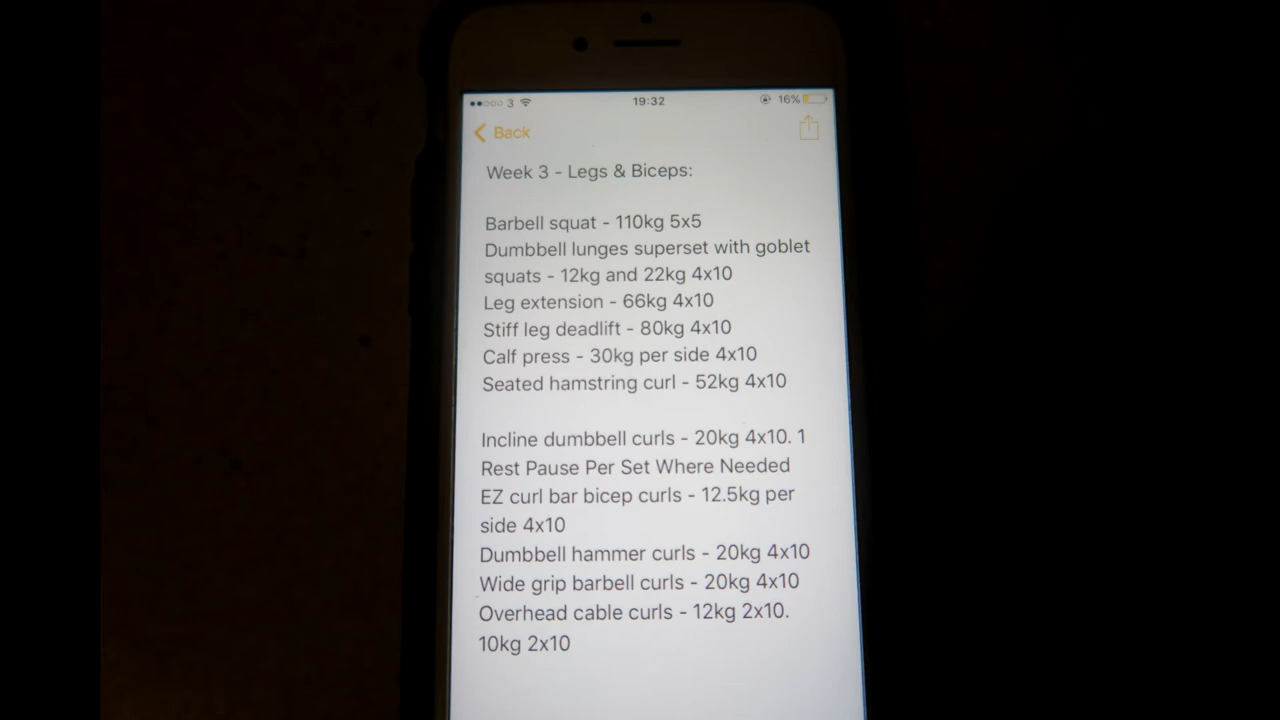 3 19:32 16%
Back
Week 3 - Legs & Biceps:
Barbell squat - 110kg 5x5
Dumbbell lunges superset with goblet
squats - 12kg and 22kg 4x10
Leg extension - 66kg 4x10
Stiff leg deadlift - 80kg 4x10
Calf press - 30kg per side 4x10
Seated hamstring curl - 52kg 4x10
Incline dumbbell curls - 20kg 4x10. 1
Rest Pause Per Set Where Needed
EZ curl bar bicep curls - 12.5kg per
side 4x10
Dumbbell hammer curls - 20kg 4x10
Wide grip barbell curls - 20kg 4x10
Overhead cable curls - 12kg 2x10.
10kg 2x10